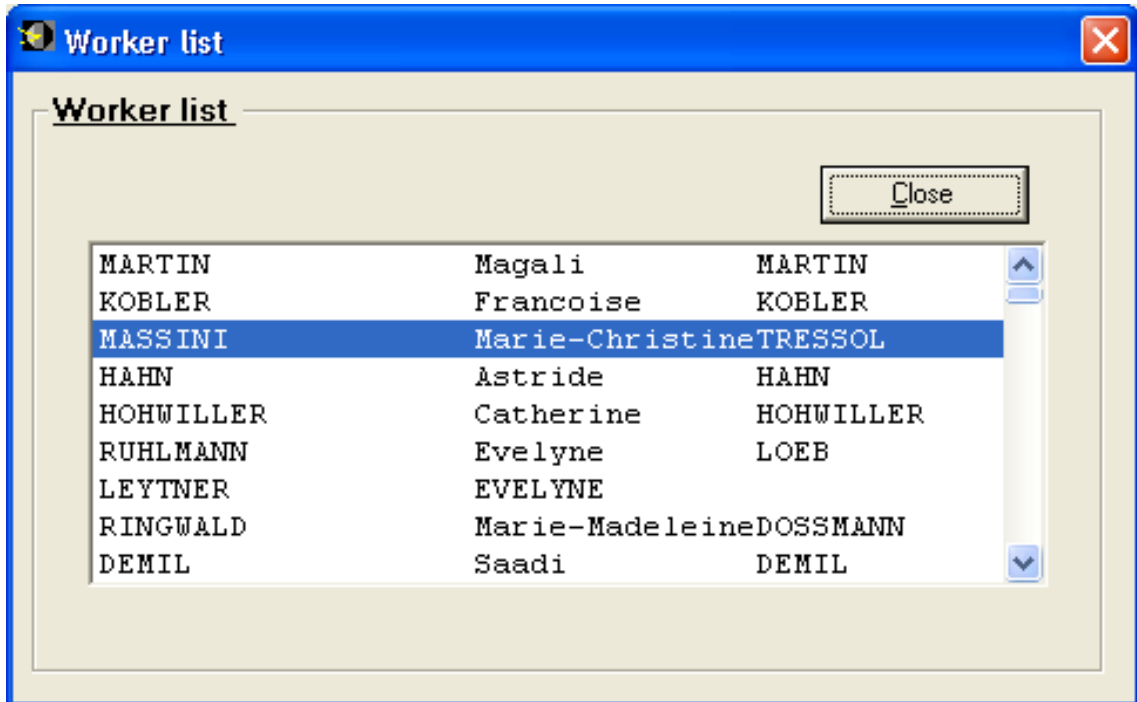 Worker list
Worker list
Close
MARTIN Magali MARTIN
KOBLER Francoise KOBLER
MASSINI Marie-ChristineTRESSOL
HAHN Astride HAHN
HOHWILLER Catherine HOHWILLER
RUHLMANN Evelyne LOEB
LEYTNER EVELYNE
RINGWALD Marie-MadeleineDOSSMANN
DEMIL Saadi DEMIL